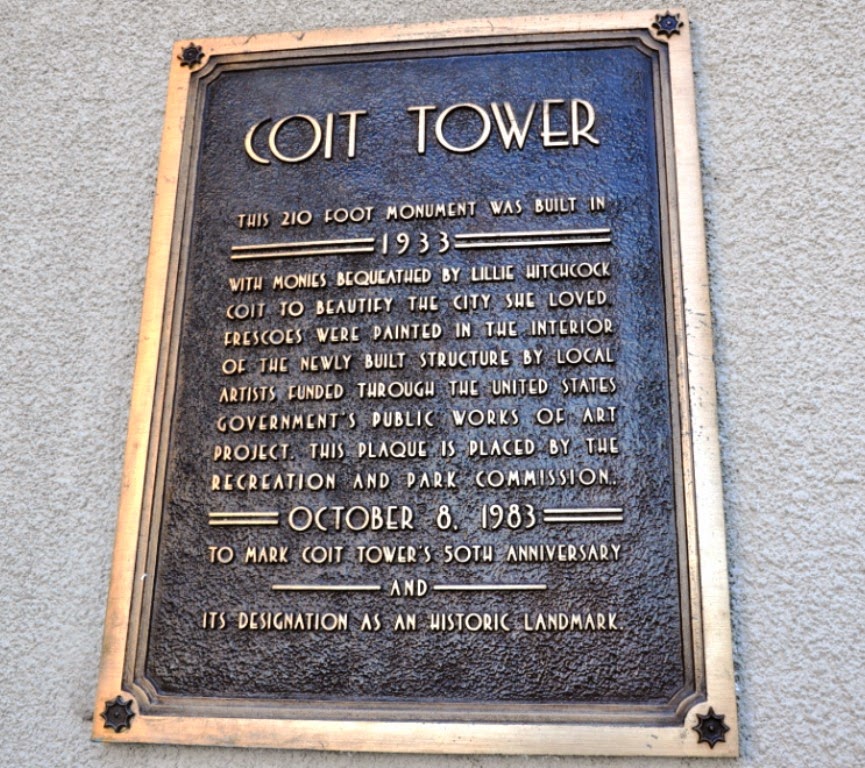 COIT TOWER
THIS 210 FOOT MONUMENT WAS BUILT IN
1933
WITH MONIES BEQUEATHED BY LILLIE HITCHCOCK
COIT TO BEAUTIFY THE CITY SHE LOVED.
FRESCOES WERE PAINTED IN THE INTERIOR
OF THE NEWLY BUILT STRUCTURE BY LOCAL
ARTISTS FUNDED THROUGH THE UNITED STATES
GOVERNMENT'S PUBLIC WORKS OF ART
PROJECT. THIS PLAQUE IS PLACED BY THE
RECREATION AND PARK COMMISSION.
OCTOBER 8, 1983
TO MARK COIT TOWER'S 50TH ANNIVERSARY
AND
ITS DESIGNATION AS AN HISTORIC LANDMARK.